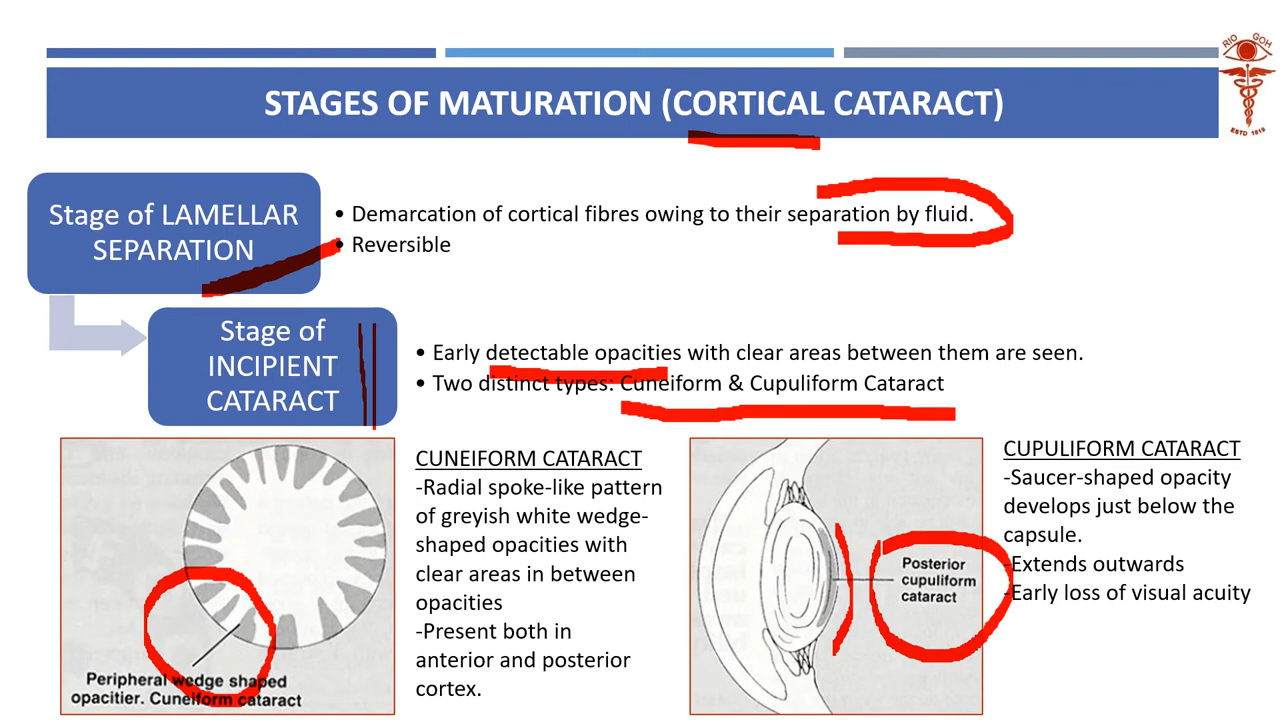 RIO GOH
ESTD 1819
STAGES OF MATURATION (CORTICAL CATARACT)
Stage of LAMELLAR
SEPARATION
• Demarcation of cortical fibres owing to their separation by fluid.
• Reversible
Stage of
INCIPIENT
CATARACT
• Early detectable opacities with clear areas between them are seen.
• Two distinct types: Cuneiform & Cupuliform Cataract
Peripheral wedge shaped
opacitier. Cuneiform cataract
CUNEIFORM CATARACT
-Radial spoke-like pattern
of greyish white wedge-
shaped opacities with
clear areas in between
opacities
-Present both in
anterior and posterior
cortex.
Posterior
cupuliform
cataract
CUPULIFORM CATARACT
-Saucer-shaped opacity
develops just below the
capsule.
-Extends outwards
-Early loss of visual acuity